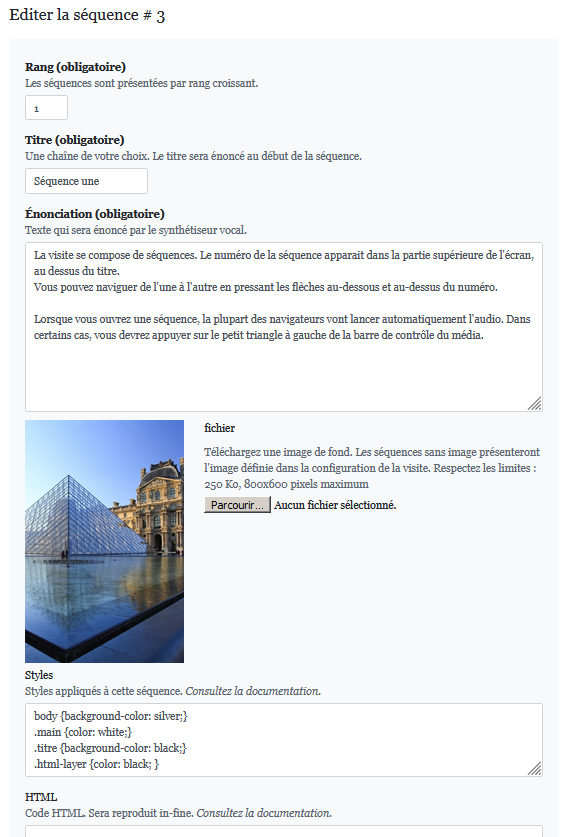 Editer la séquence # 3
Rang (obligatoire)
Les séquences sont présentées par rang croissant.
1
Titre (obligatoire)
Une chaîne de votre choix. Le titre sera énoncé au début de la séquence.
Séquence une
Énonciation (obligatoire)
Texte qui sera énoncé par le synthétiseur vocal.
La visite se compose de séquences. Le numéro de la séquence apparait dans la partie supérieure de l'écran,
au dessus du titre.
Vous pouvez naviguer de l'une à l'autre en pressant les flèches au-dessous et au-dessus du numéro.
Lorsque vous ouvrez une séquence, la plupart des navigateurs vont lancer automatiquement l'audio. Dans
certains cas, vous devrez appuyer sur le petit triangle à gauche de la barre de contrôle du média.
fichier
Téléchargez une image de fond. Les séquences sans image présenteront
l'image définie dans la configuration de la visite. Respectez les limites :
250 Ko, 800x600 pixels maximum
Parcourir... Aucun fichier sélectionné.
Styles
Styles appliqués à cette séquence. Consultez la documentation.
body {background-color: silver;}
.main {color: white;}
.titre {background-color: black;}
.html-layer {color: black; }
HTML
Code HTML. Sera reproduit in-fine. Consultez la documentation.